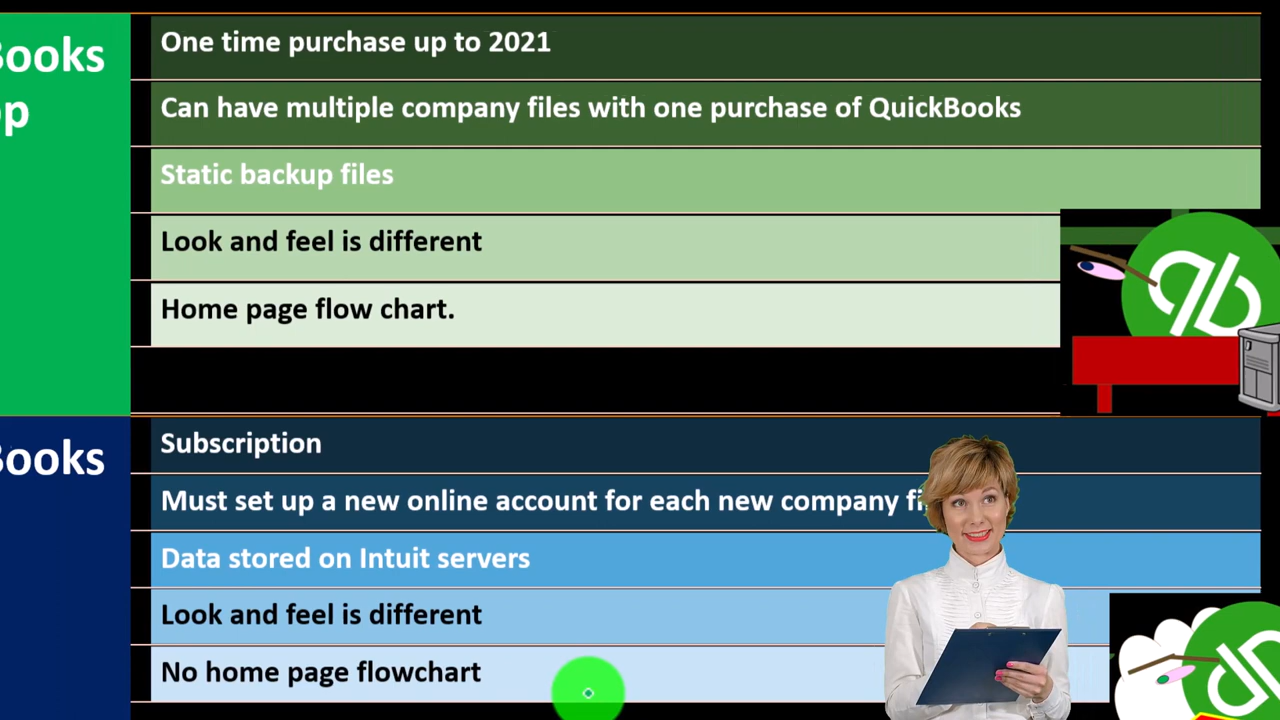 Books
One time purchase up to 2021
Can have multiple company files with one purchase of QuickBooks
Static backup files
Look and feel is different
Home page flow chart.
Books
Subscription
Must set up a new online account for each new company
Data stored on Intuit servers
Look and feel is different
No home page flowchart